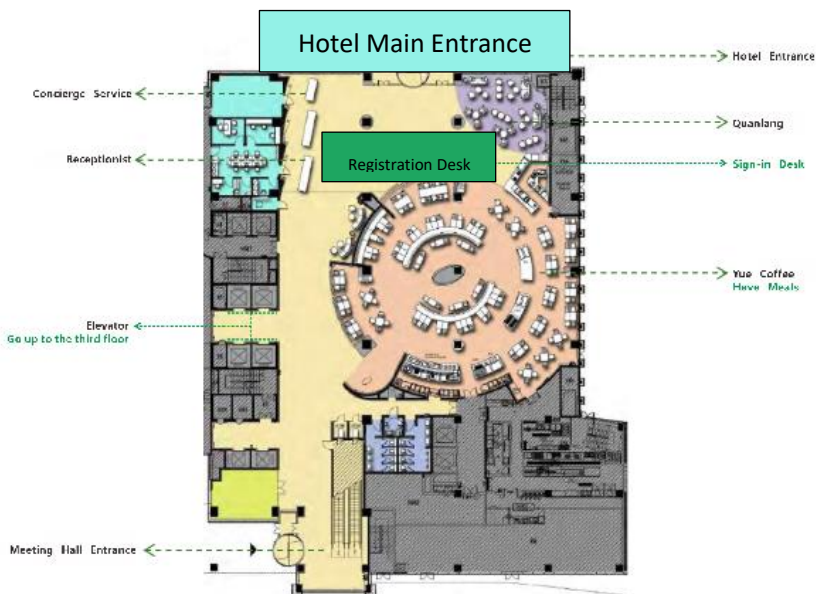 Hotel Main Entrance
Hotel Entrance
Concierge Service
Quanlang
Receptionist
Registration Desk
Sign-in Desk
Yue Coffee
Have Meals
Elevator
Go up to the third floor
Meeting Hall Entrance